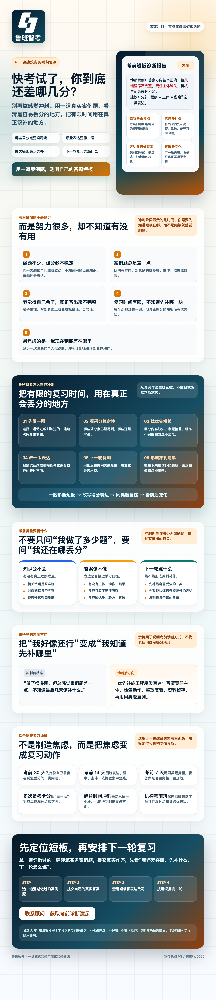 鲁班智考
考前冲刺 · 实务案例题短板诊断
一建建筑实务考前复测
快考试了，你到底
还差哪几分？
别再靠感觉冲刺。用一道真实案例题，看
清最容易丢分的地方，把有限时间用在真
正该补的地方。
哪些采分点还没稳定
哪些表达还像口号
哪类错因最该先补
下一轮复习先练什么
用一道案例题，测测自己的答题短板
考前短板诊断报告
冲刺
诊断示例：答案方向基本正确，但关
键程序不完整，责任主体缺失，复核
与记录表达不足。
建议：先补“程序 + 主体 + 留痕”这
一类表达。
最容易丢分点
把当前最影响得分
的短板排出来。
优先补什么
有限时间先补高
频、易改、能迁移
的问题。
表达是否像答案
识别口号式、笼统
式、缺步骤的表
达。
复测看变化
下一轮再答，看是
否真正写得更完
整。
考前最怕的不是题少
而是努力很多，却不知道有没
有用
冲刺阶段最贵的是时间。你需要先
知道短板在哪，而不是继续凭感觉
刷题。
1
做题不少，但分数不稳定
同一类题换个问法就波动，不知道问题出在知识、
审题还是表达。
2
案例题总是差一点
明明有方向，却总缺关键步骤、主体、依据或结
果。
3
老觉得自己会了，真正写出来不完整
脑子里懂，写到卷面上就变成笼统话、口号话。
4
复习时间有限，不知道先补哪一块
每个点都想看一遍，但真正拖分的短板没有优先
级。
5
最焦虑的是：我现在到底差在哪里
缺少一次清楚的个人化诊断，冲刺计划很难落到具体动作。
鲁班智考怎么帮你冲刺
把有限的复习时间，用在真正
会丢分的地方
从真实作答里找证据，不靠自我感
觉判断状态。
01 先做一题
选择一道做过或刚练过的一建建
筑实务案例题。
02 看采分稳定性
哪些采分点已经写到，哪些还经
常漏。
03 找优先短板
区分内容缺失、审题偏差、程序
不完整和表达不规范。
04 改一版表达
把笼统话改成更接近考试采分口
径的表达方向。
05 下一轮复测
用相近题或同类题复练，看变化
是否出现。
06 形成冲刺清单
把接下来最该补的题型、表达和
知识点排出来。
一题诊断短板 → 改写得分表达 → 同类题复练 → 看前后变化
考前复盘要看什么
不要只问“我做了多少题”，要
问“我还在哪丢分”
冲刺期最该减少无效刷题，增
加有证据的复盘。
知识会不会
有没有真正理解考点。
相关术语是否准确
对应流程是否完整
能否迁移到同类题
答案像不像
表达是否接近采分口径。
有没有主体、动作、结果
是否只写了泛泛原则
是否缺记录、验收、复核
下一轮练什么
能不能形成冲刺动作。
先补最容易丢分的一类
先改能快速提升规范性的表达
复测看是否真的改善
看得见的冲刺方向
把“我好像还行”变成“我知道
先补哪里”
示例用于说明考前诊断方式，不代
表任何确定提分承诺。
冲刺前状态
“做了很多题，但总感觉案例题差一
点，不知道最后几天该补什么。”
诊断后方向
“优先补施工程序类表达：写清责任主
体、检查动作、整改复验、资料留存，
再用同类题复测。”
适合这些考前场景
不是制造焦虑，而是把焦虑变
成复习动作
适用于一建建筑实务考前训练、短
板定位和机构学情诊断。
考前 30 天先定位自己最容
易反复丢分的一类问题。
考前 14 天围绕表达、程
序、主体、依据做集中复练。
考前 7 天用同类题复测，看
答案是否更完整、更规范。
多次备考卡分把“差一点”
拆成具体漏分点和错因。
碎片时间冲刺每次只练一
小段，也能得到明确复盘方
向。
机构考前班帮助老师看到学
员共性漏分点和训练优先级。
先定位短板，再安排下一轮复习
拿一道你做过的一建建筑实务案例题，提交真实作答，先看“我还差在哪、先补什么、
下一轮怎么练”。
STEP 1
选一道近期做过的案例
题
STEP 2
提交自己的真实答案
STEP 3
查看短板和表达改写
STEP 4
按建议复测一轮
联系顾问，获取考前诊断演示
合规说明：鲁班智考用于学习诊断与训练建议，不承诺保过，不押题，不替代老师；诊断结果会受题目、作答质量和学习
投入影响。
鲁班智考 · 一建建筑实务个性化实务教练
宣传长图 V3 / 1080 x 5000